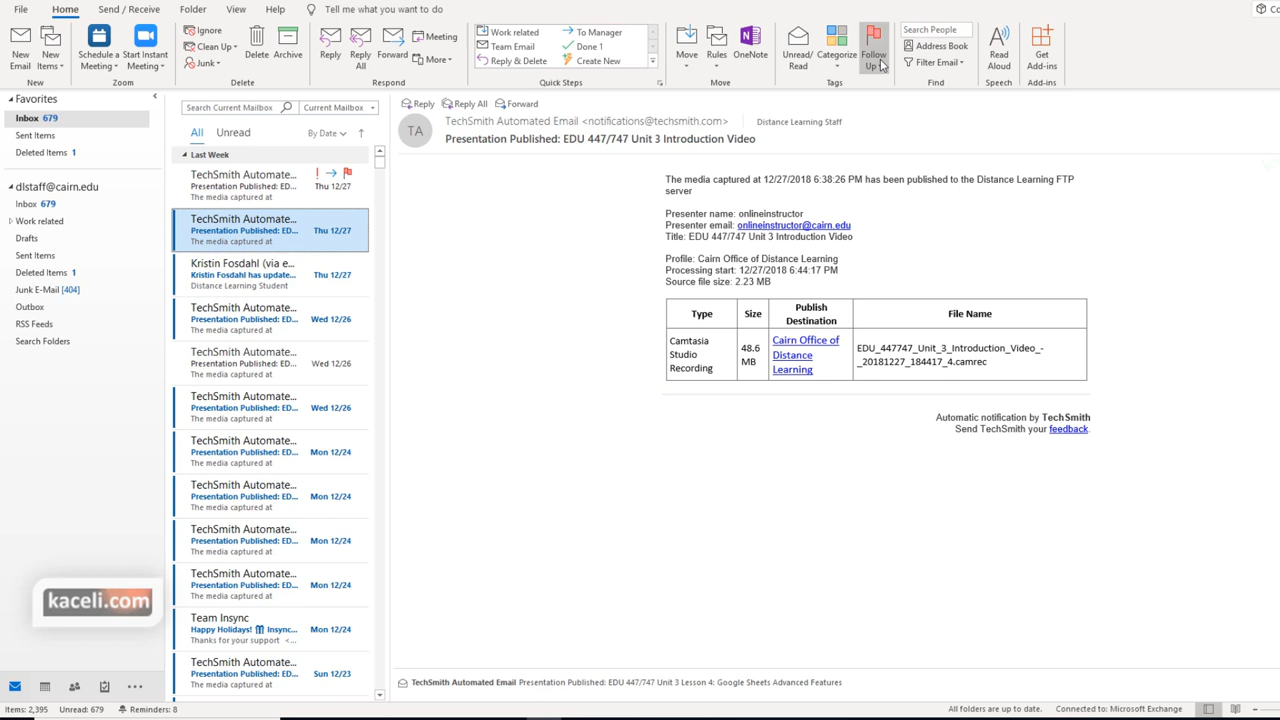 File Home Send / Receive Folder View Help Tell me what you want to do
New Email
New Items
New
Schedule a Meeting
Start Instant Meeting
Zoom
Ignore
Clean Up
Junk
Delete
Archive
Delete
Reply
Reply All
Forward
Meeting
More
Respond
Work related
Team Email
Reply & Delete
To Manager
Done 1
Create New
Quick Steps
Move
Rules
OneNote
Move
Unread/ Read
Categorize
Follow Up
Tags
Search People
Address Book
Filter Email
Find
Read Aloud
Speech
Get Add-ins
Add-ins
Favorites
Inbox 679
Sent Items
Deleted Items 1
dlstaff@cairn.edu
Inbox 679
Work related
Drafts
Sent Items
Deleted Items 1
Junk E-Mail [404]
Outbox
RSS Feeds
Search Folders
kaceli.com
Search Current Mailbox Current Mailbox
All Unread By Date
Last Week
TechSmith Automate...
Presentation Published: ED... Thu 12/27
The media captured at
TechSmith Automate...
Presentation Published: ED... Thu 12/27
The media captured at
Kristin Fosdahl (via e...
Kristin Fosdahl has update... Thu 12/27
Distance Learning Student
TechSmith Automate...
Presentation Published: ED... Wed 12/26
The media captured at
TechSmith Automate...
Presentation Published: ED... Wed 12/26
The media captured at
TechSmith Automate...
Presentation Published: ED... Wed 12/26
The media captured at
TechSmith Automate...
Presentation Published: ED... Mon 12/24
The media captured at
TechSmith Automate...
Presentation Published: ED... Mon 12/24
The media captured at
TechSmith Automate...
Presentation Published: ED... Mon 12/24
The media captured at
TechSmith Automate...
Presentation Published: ED... Mon 12/24
The media captured at
Team Insync
Happy Holidays! Insync... Mon 12/24
Thanks for your support <...
TechSmith Automate...
Presentation Published: ED... Sun 12/23
The media captured at
Reply Reply All Forward
TA
TechSmith Automated Email <notifications@techsmith.com> Distance Learning Staff
Presentation Published: EDU 447/747 Unit 3 Introduction Video
The media captured at 12/27/2018 6:38:26 PM has been published to the Distance Learning FTP
server
Presenter name: onlineinstructor
Presenter email: onlineinstructor@cairn.edu
Title: EDU 447/747 Unit 3 Introduction Video
Profile: Cairn Office of Distance Learning
Processing start: 12/27/2018 6:44:17 PM
Source file size: 2.23 MB
Type Size Publish Destination File Name
Camtasia Studio Recording
48.6 MB
Cairn Office of Distance Learning
EDU_447747_Unit_3_Introduction_Video_-
_20181227_184417_4.camrec
Automatic notification by TechSmith
Send TechSmith your feedback.
TechSmith Automated Email Presentation Published: EDU 447/747 Unit 3 Lesson 4: Google Sheets Advanced Features
Items: 2,395 Unread: 679 Reminders: 8 All folders are up to date. Connected to: Microsoft Exchange